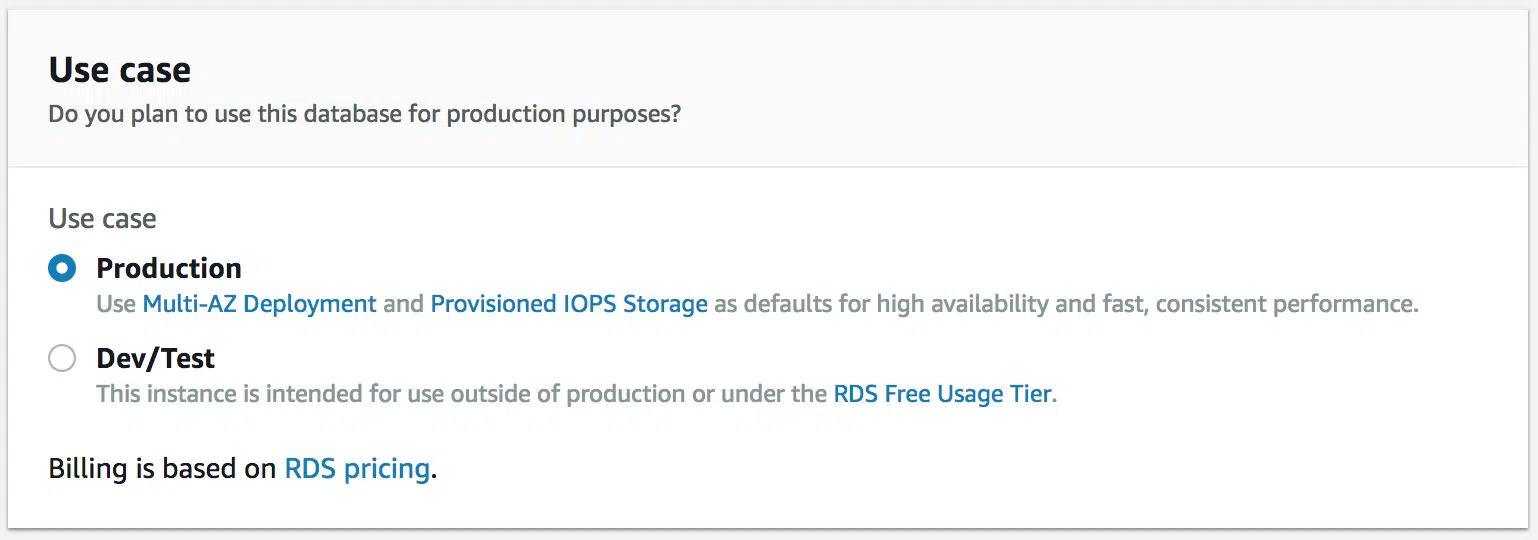 Use case
Do you plan to use this database for production purposes?
Use case
Production
Use Multi-AZ Deployment and Provisioned IOPS Storage as defaults for high availability and fast, consistent performance.
Dev/Test
This instance is intended for use outside of production or under the RDS Free Usage Tier.
Billing is based on RDS pricing.